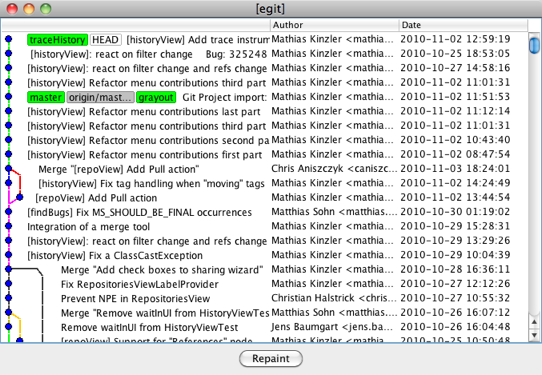 [egit]
Author Date
traceHistory HEAD [historyView] Add trace instrum Mathias Kinzler <mathia... 2010-11-02 12:59:19
[historyView]: react on filter change Bug: 325248 Mathias Kinzler <mathia... 2010-10-25 18:53:05
[historyView]: react on filter change and refs change Mathias Kinzler <mathia... 2010-10-27 14:58:16
[historyView] Refactor menu contributions third part Mathias Kinzler <mathia... 2010-11-02 11:01:31
master origin/mast... grayout Git Project import: Mathias Kinzler <mathia... 2010-11-02 11:51:53
[historyView] Refactor menu contributions last part Mathias Kinzler <mathia... 2010-11-02 11:12:14
[historyView] Refactor menu contributions third part Mathias Kinzler <mathia... 2010-11-02 11:01:31
[historyView] Refactor menu contributions second pa Mathias Kinzler <mathia... 2010-11-02 10:43:40
[historyView] Refactor menu contributions first part Mathias Kinzler <mathia... 2010-11-02 08:47:54
Merge "[repoView] Add Pull action" Chris Aniszczyk <caniszc... 2010-11-03 18:24:01
[historyView] Fix tag handling when "moving" tags Mathias Kinzler <mathia... 2010-11-02 14:24:49
[repoView] Add Pull action Mathias Kinzler <mathia... 2010-11-02 13:44:54
[findBugs] Fix MS_SHOULD_BE_FINAL occurrences Matthias Sohn <matthias.... 2010-10-30 01:19:02
Integration of a merge tool Mathias Kinzler <mathia... 2010-10-29 15:28:31
[historyView]: react on filter change and refs change Mathias Kinzler <mathia... 2010-10-29 13:29:26
[historyView] Fix a ClassCastException Mathias Kinzler <mathia... 2010-10-29 10:04:39
Merge "Add check boxes to sharing wizard" Mathias Kinzler <mathia... 2010-10-28 16:36:11
Fix RepositoriesViewLabelProvider Mathias Kinzler <mathia... 2010-10-27 12:12:26
Prevent NPE in RepositoriesView Christian Halstrick <chris... 2010-10-27 10:55:32
Merge "Remove waitInUI from HistoryViewTes Matthias Sohn <matthias.... 2010-10-26 16:07:12
Remove waitInUI from HistoryViewTest Jens Baumgart <jens.ba... 2010-10-26 16:04:48
[repoView] Support for "References" node Mathias Kinzler <mathia... 2010-10-25 10:50:48
Repaint